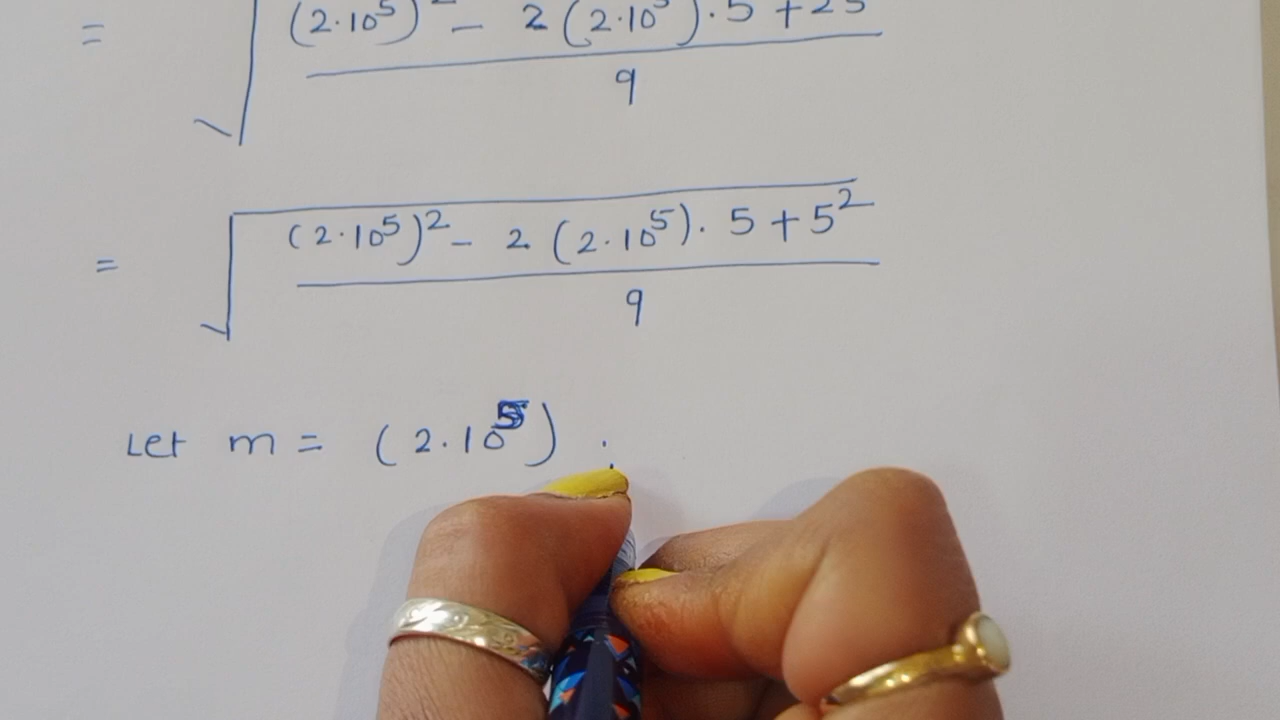 = √ (2·10⁵)² − 2(2·10⁵)·5 + 25
9
= √ (2·10⁵)² − 2(2·10⁵)·5 + 5²
9
Let m = (2·10⁵) ;